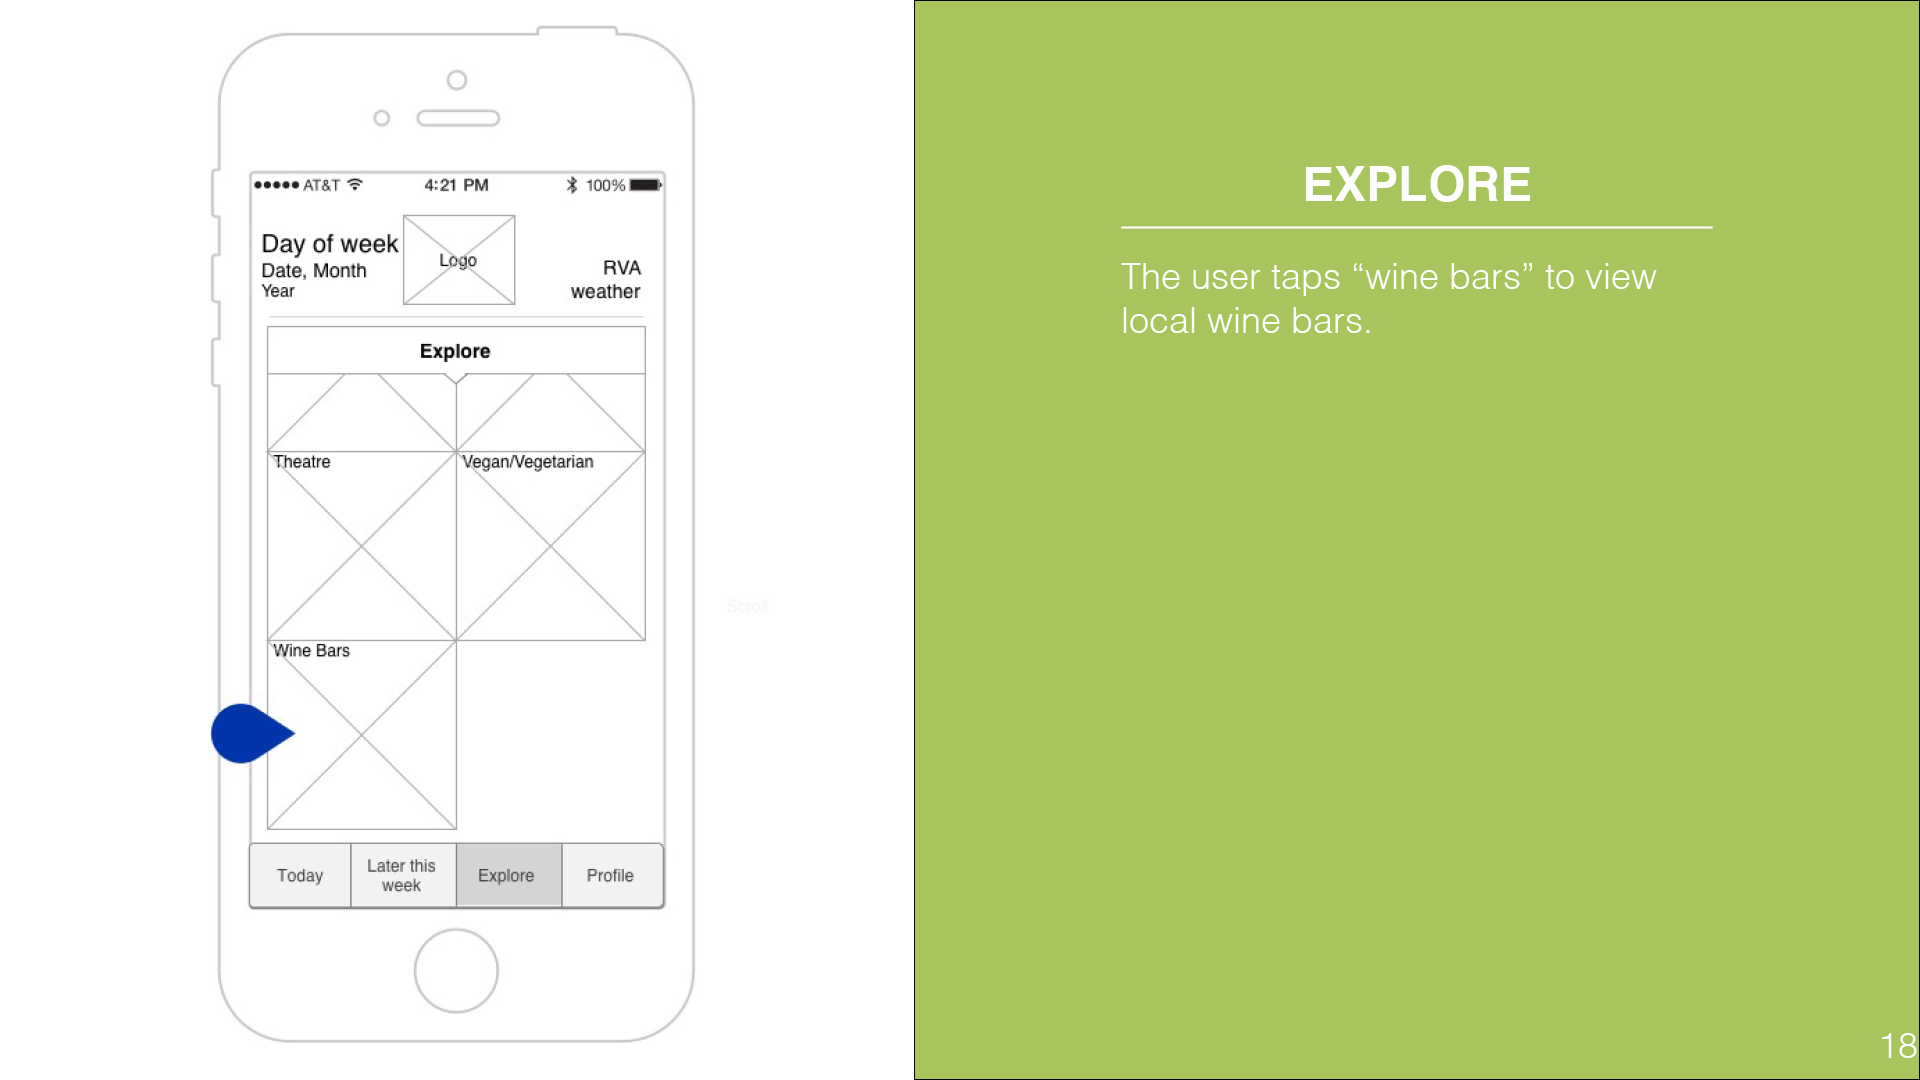 AT&T 4:21 PM 100%
Day of week
Date, Month
Year
Logo
RVA
weather
Explore
Theatre
Vegan/Vegetarian
Wine Bars
Today
Later this
week
Explore
Profile
Scroll
EXPLORE
The user taps “wine bars” to view
local wine bars.
18